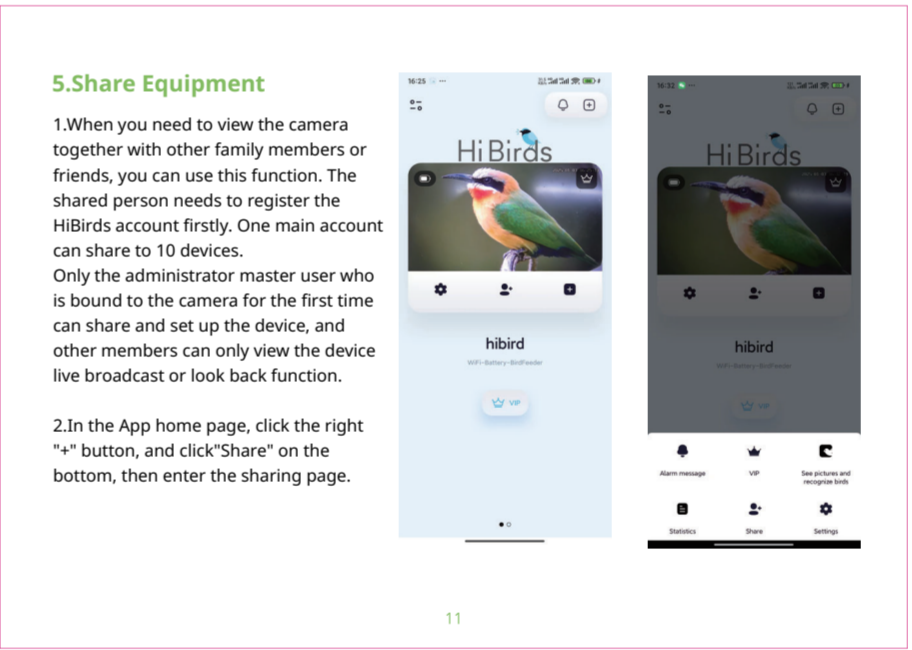 5.Share Equipment
1.When you need to view the camera
together with other family members or
friends, you can use this function. The
shared person needs to register the
HiBirds account firstly. One main account
can share to 10 devices.
Only the administrator master user who
is bound to the camera for the first time
can share and set up the device, and
other members can only view the device
live broadcast or look back function.
2.In the App home page, click the right
"+" button, and click"Share" on the
bottom, then enter the sharing page.
16:25
Hi Birds
hibird
WiFi-Battery-BirdFeeder
VIP
16:32
Hi Birds
hibird
WiFi-Battery-BirdFeeder
VIP
Alarm message
VIP
See pictures and
recognize birds
Statistics
Share
Settings
11